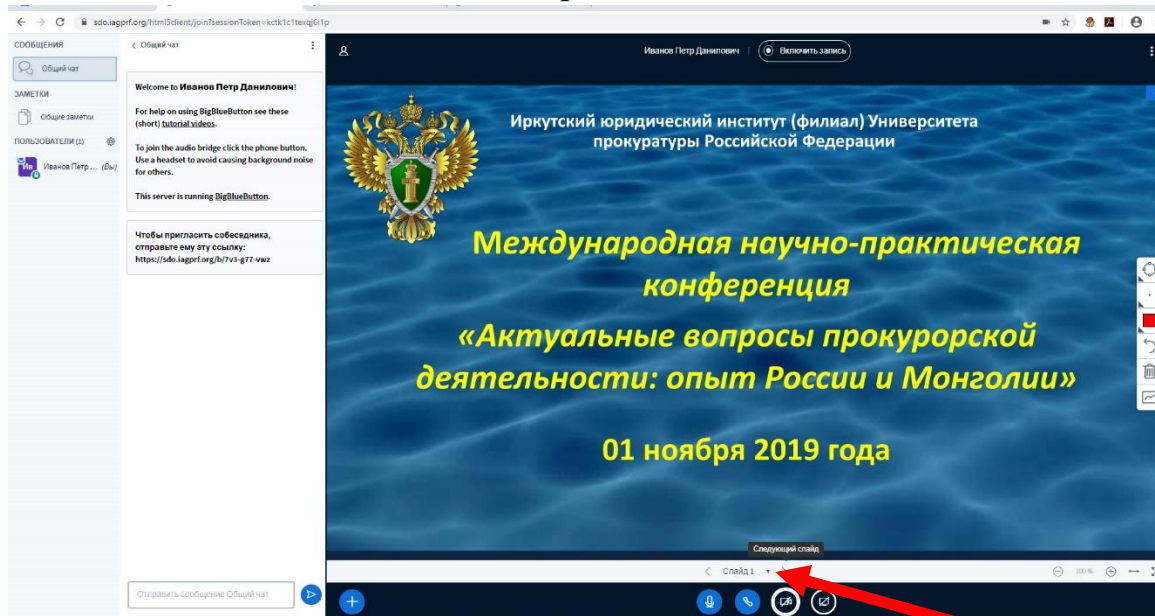 sdo.iagprf.org/html5client/join?sessionToken=kctk1c1texqj6i1p
СООБЩЕНИЯ
Общий чат
ЗАМЕТКИ
Общие заметки
ПОЛЬЗОВАТЕЛИ (1)
Ив
Иванов Петр ... (Вы)
Общий чат
Welcome to Иванов Петр Данилович!
For help on using BigBlueButton see these
(short) tutorial videos.
To join the audio bridge click the phone button.
Use a headset to avoid causing background noise
for others.
This server is running BigBlueButton.
Чтобы пригласить собеседника,
отправьте ему эту ссылку:
https://sdo.iagprf.org/b/7v3-g77-vwz
Отправить сообщение Общий чат
Иванов Петр Данилович | Включить запись
Иркутский юридический институт (филиал) Университета
прокуратуры Российской Федерации
Международная научно-практическая
конференция
«Актуальные вопросы прокурорской
деятельности: опыт России и Монголии»
01 ноября 2019 года
Следующий слайд
Слайд 1
100 %